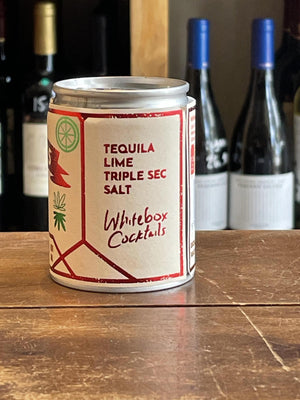 TEQUILA
LIME
TRIPLE SEC
SALT
Whitebox
Cocktails